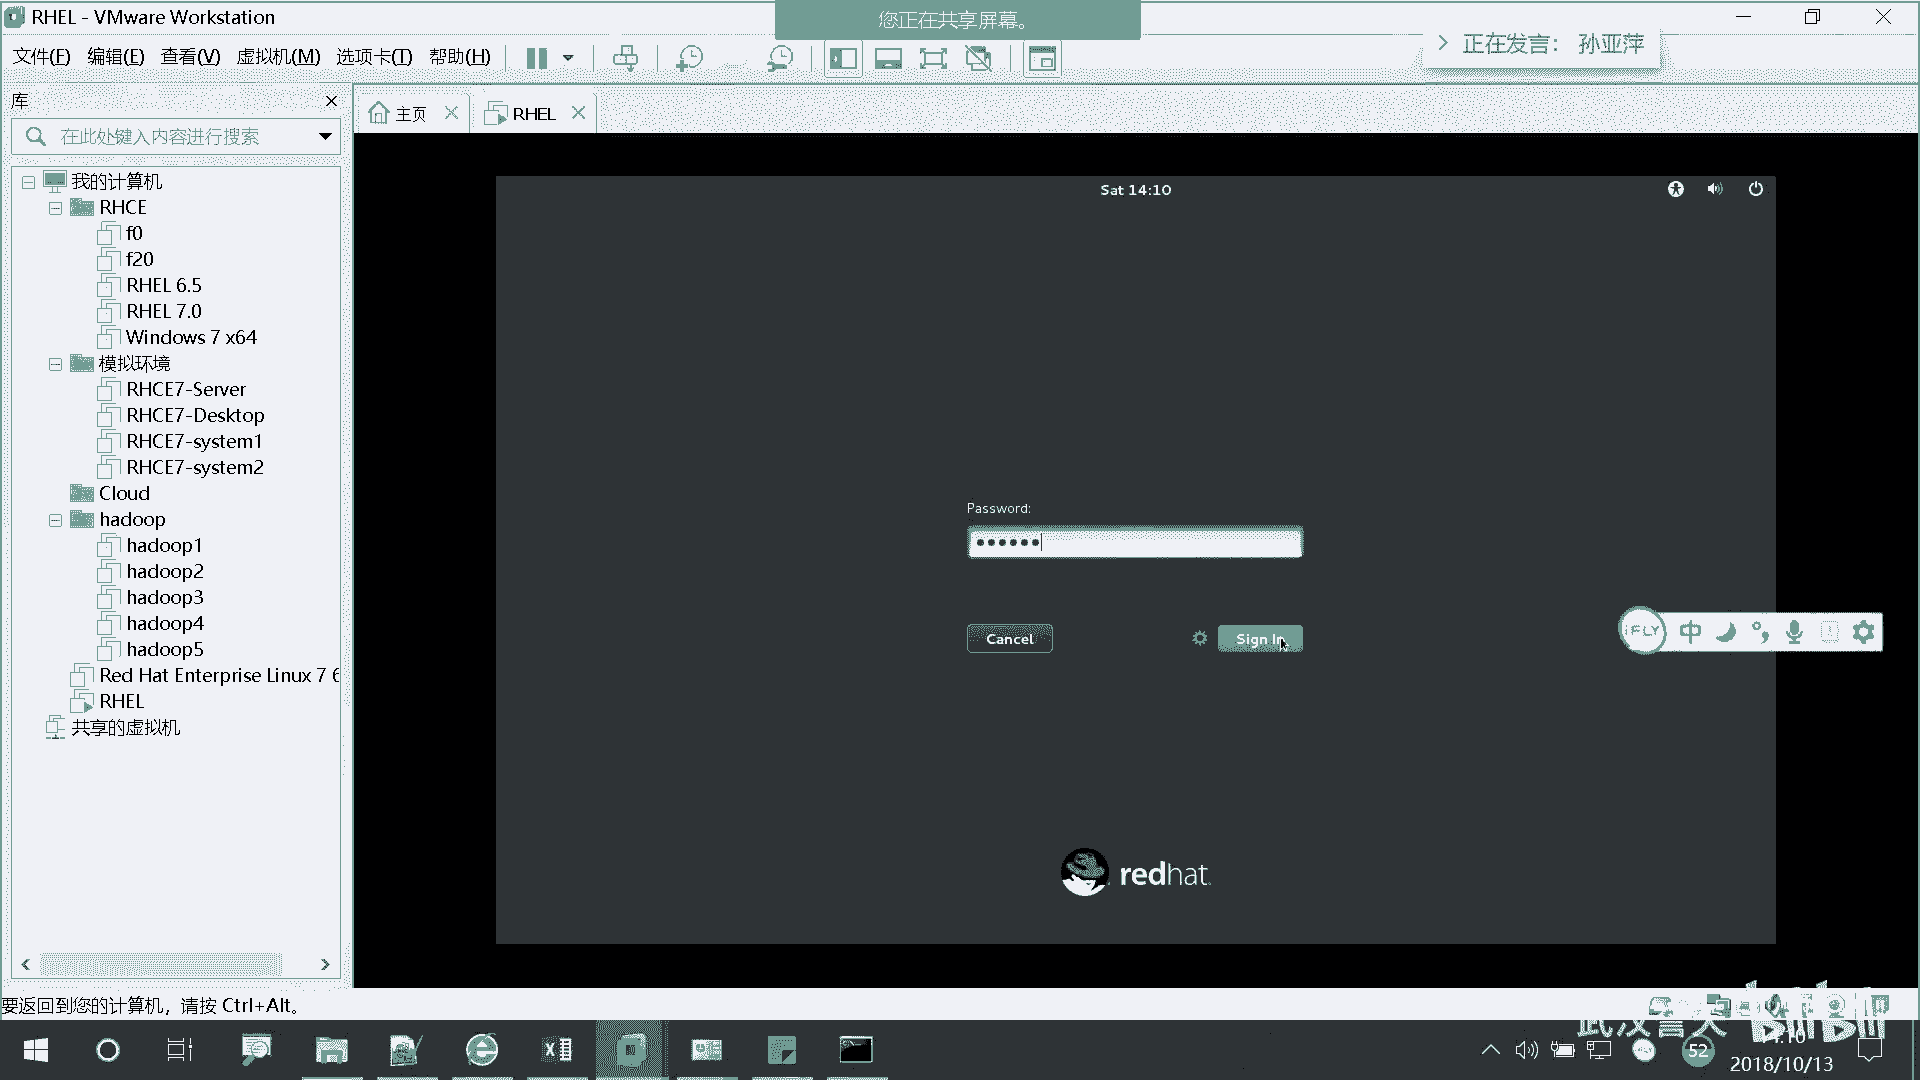 RHEL - VMware Workstation
您正在共享屏幕。
文件(F) 编辑(E) 查看(V) 虚拟机(M) 选项卡(T) 帮助(H)
正在发言： 孙亚萍
库
主页
RHEL
在此处键入内容进行搜索
我的计算机
RHCE
f0
f20
RHEL 6.5
RHEL 7.0
Windows 7 x64
模拟环境
RHCE7-Server
RHCE7-Desktop
RHCE7-system1
RHCE7-system2
Cloud
hadoop
hadoop1
hadoop2
hadoop3
hadoop4
hadoop5
Red Hat Enterprise Linux 7 6
RHEL
共享的虚拟机
Sat 14:10
Password:
Cancel
Sign In
redhat.
iFLY 中
要返回到您的计算机，请按 Ctrl+Alt。
bilibili
52
2018/10/13